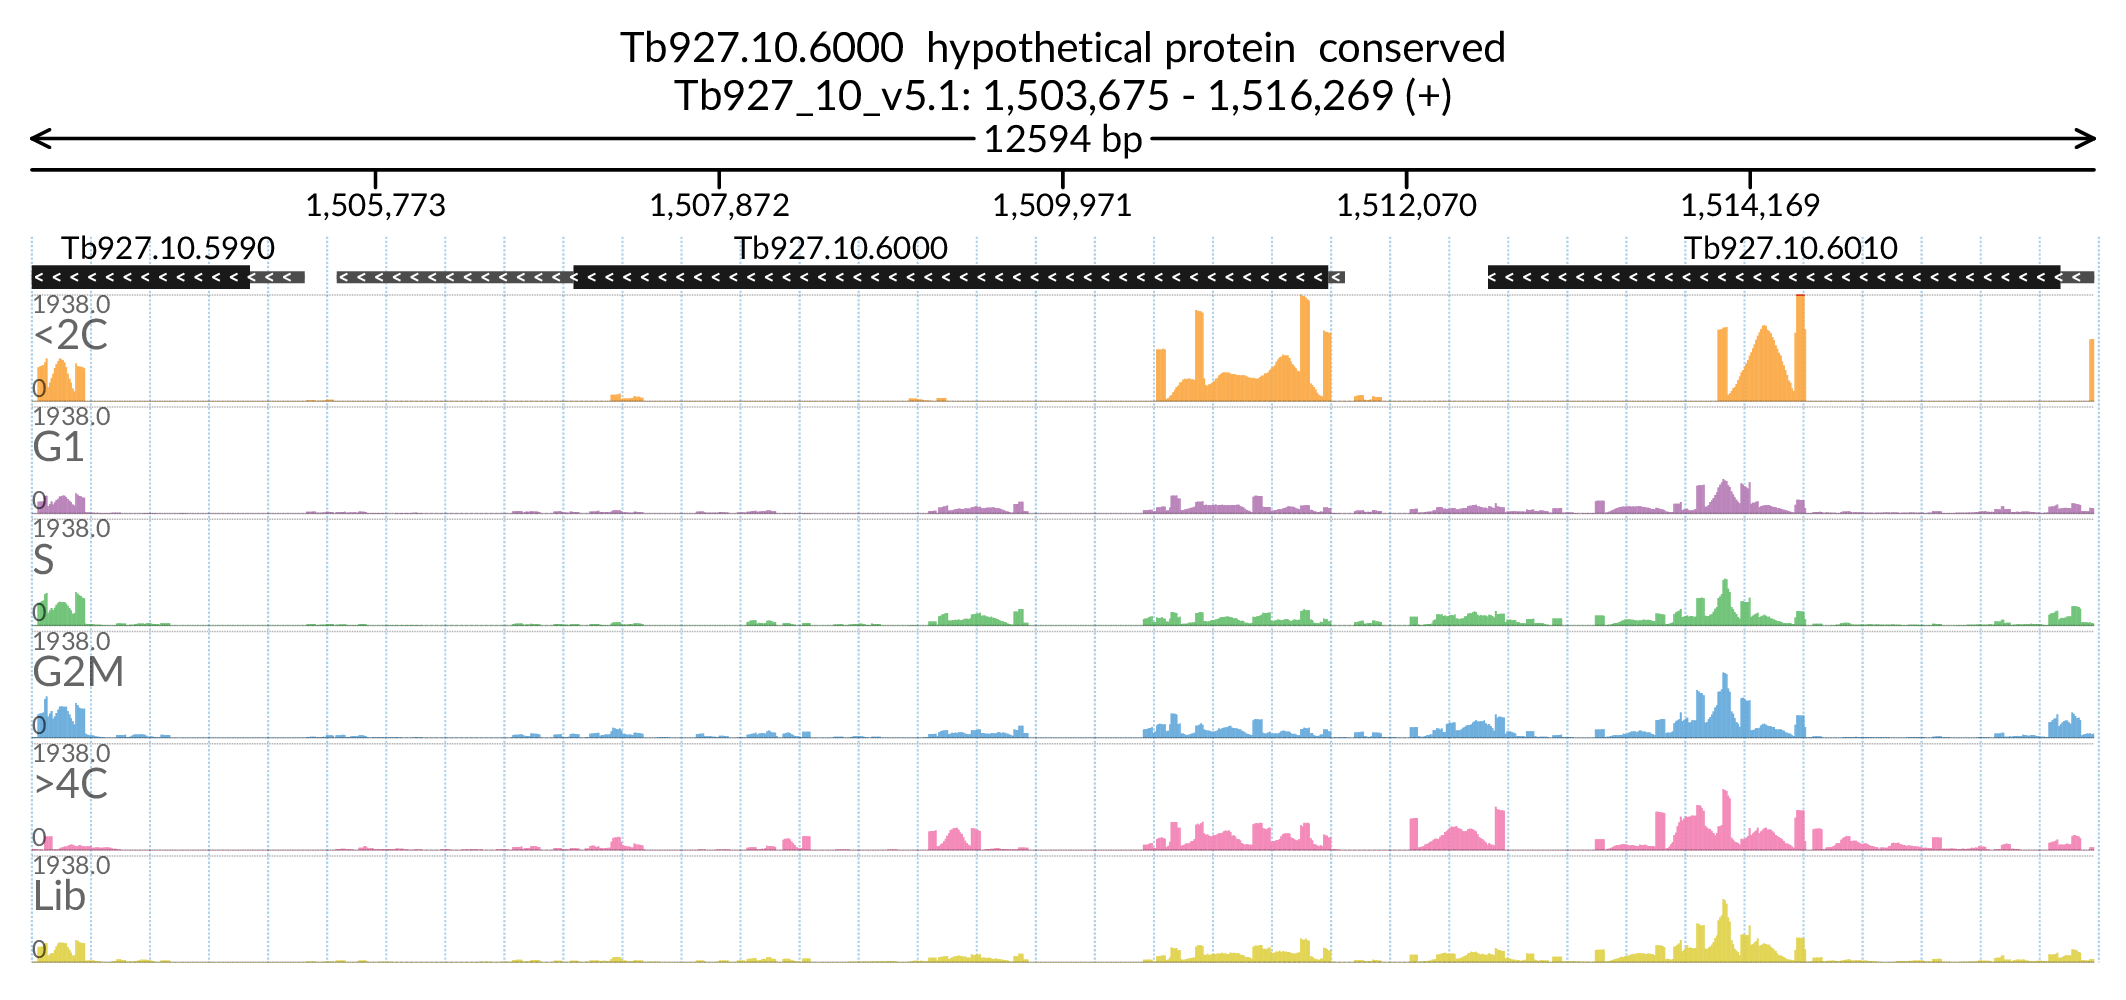 Tb927.10.6000 hypothetical protein conserved
Tb927_10_v5.1: 1,503,675 - 1,516,269 (+)
12594 bp
1,505,773 1,507,872 1,509,971 1,512,070 1,514,169
Tb927.10.5990 Tb927.10.6000 Tb927.10.6010
1938.0
<2C
0
1938.0
G1
0
1938.0
S
0
1938.0
G2M
0
1938.0
>4C
0
1938.0
Lib
0